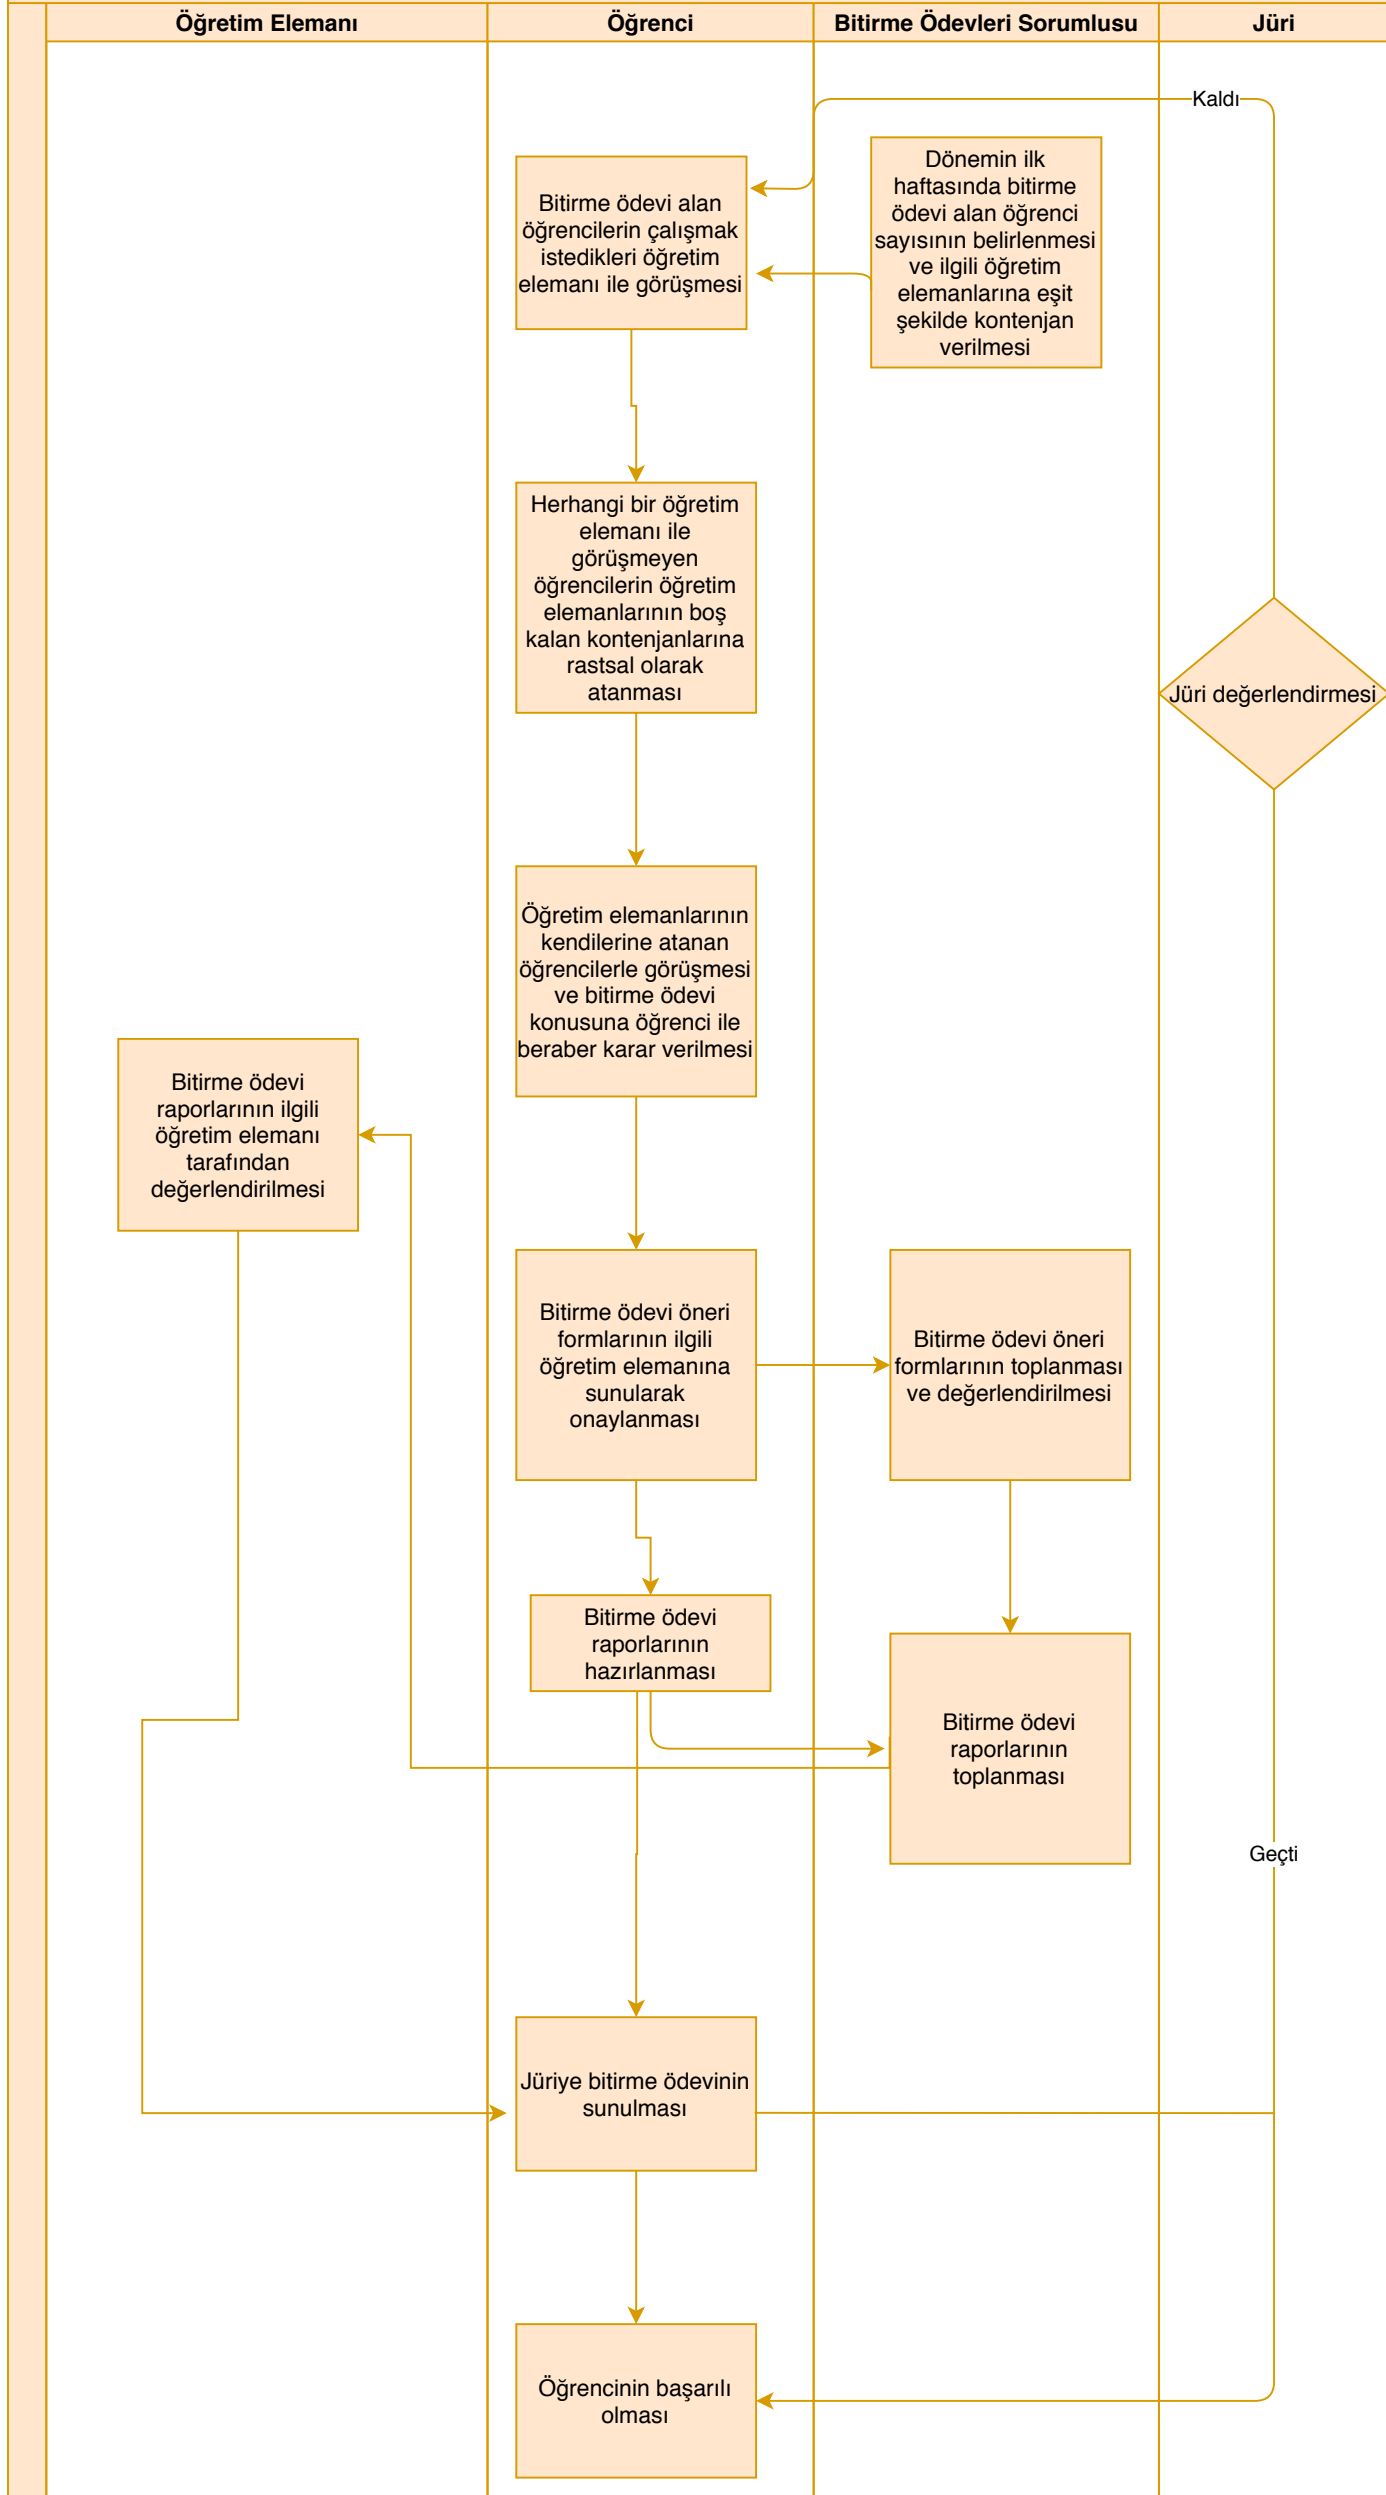 Öğretim Elemanı
Öğrenci
Bitirme Ödevleri Sorumlusu
Jüri
Kaldı
Dönemin ilk
haftasında bitirme
ödevi alan öğrenci
sayısının belirlenmesi
ve ilgili öğretim
elemanlarına eşit
şekilde kontenjan
verilmesi
Bitirme ödevi alan
öğrencilerin çalışmak
istedikleri öğretim
elemanı ile görüşmesi
Herhangi bir öğretim
elemanı ile
görüşmeyen
öğrencilerin öğretim
elemanlarının boş
kalan kontenjanlarına
rastsal olarak
atanması
Jüri değerlendirmesi
Öğretim elemanlarının
kendilerine atanan
öğrencilerle görüşmesi
ve bitirme ödevi
konusuna öğrenci ile
beraber karar verilmesi
Bitirme ödevi
raporlarının ilgili
öğretim elemanı
tarafından
değerlendirilmesi
Bitirme ödevi öneri
formlarının ilgili
öğretim elemanına
sunularak
onaylanması
Bitirme ödevi öneri
formlarının toplanması
ve değerlendirilmesi
Bitirme ödevi
raporlarının
hazırlanması
Bitirme ödevi
raporlarının
toplanması
Geçti
Jüriye bitirme ödevinin
sunulması
Öğrencinin başarılı
olması